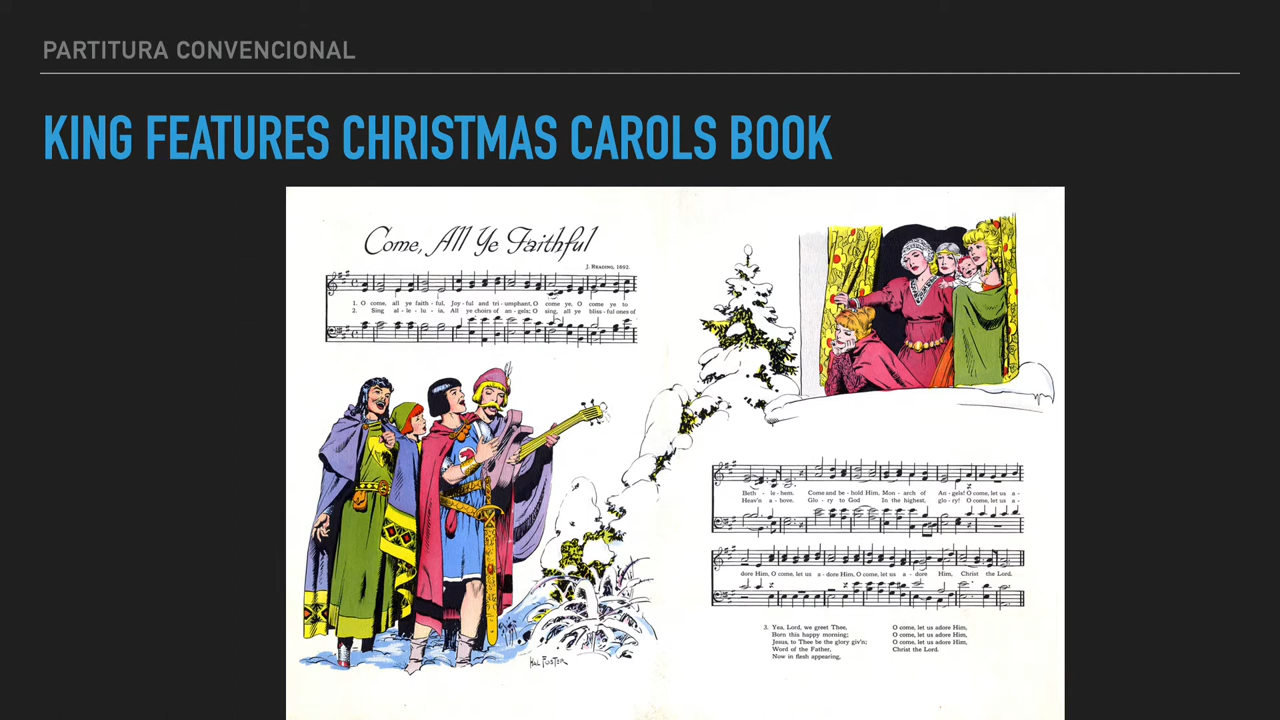 PARTITURA CONVENCIONAL
KING FEATURES CHRISTMAS CAROLS BOOK
Come, All Ye Faithful
J. READING, 1692.
1. O come, all ye faith - ful, Joy - ful and tri - umphant, O come ye, O come ye to
2. Sing al - le - lu - ia, All ye choirs of an - gels; O sing, all ye bliss - ful ones of
HAL FOSTER
Beth - le - hem. Come and be - hold Him, Mon - arch of An - gels! O come, let us a -
Heav'n a - bove. Glo - ry to God In the highest, glo - ry! O come, let us a -
dore Him, O come, let us a - dore Him, O come, let us a - dore Him, Christ the Lord.
3. Yea, Lord, we greet Thee,
Born this happy morning;
Jesus, to Thee be the glory giv'n;
Word of the Father,
Now in flesh appearing,
O come, let us adore Him,
O come, let us adore Him,
O come, let us adore Him,
Christ the Lord.